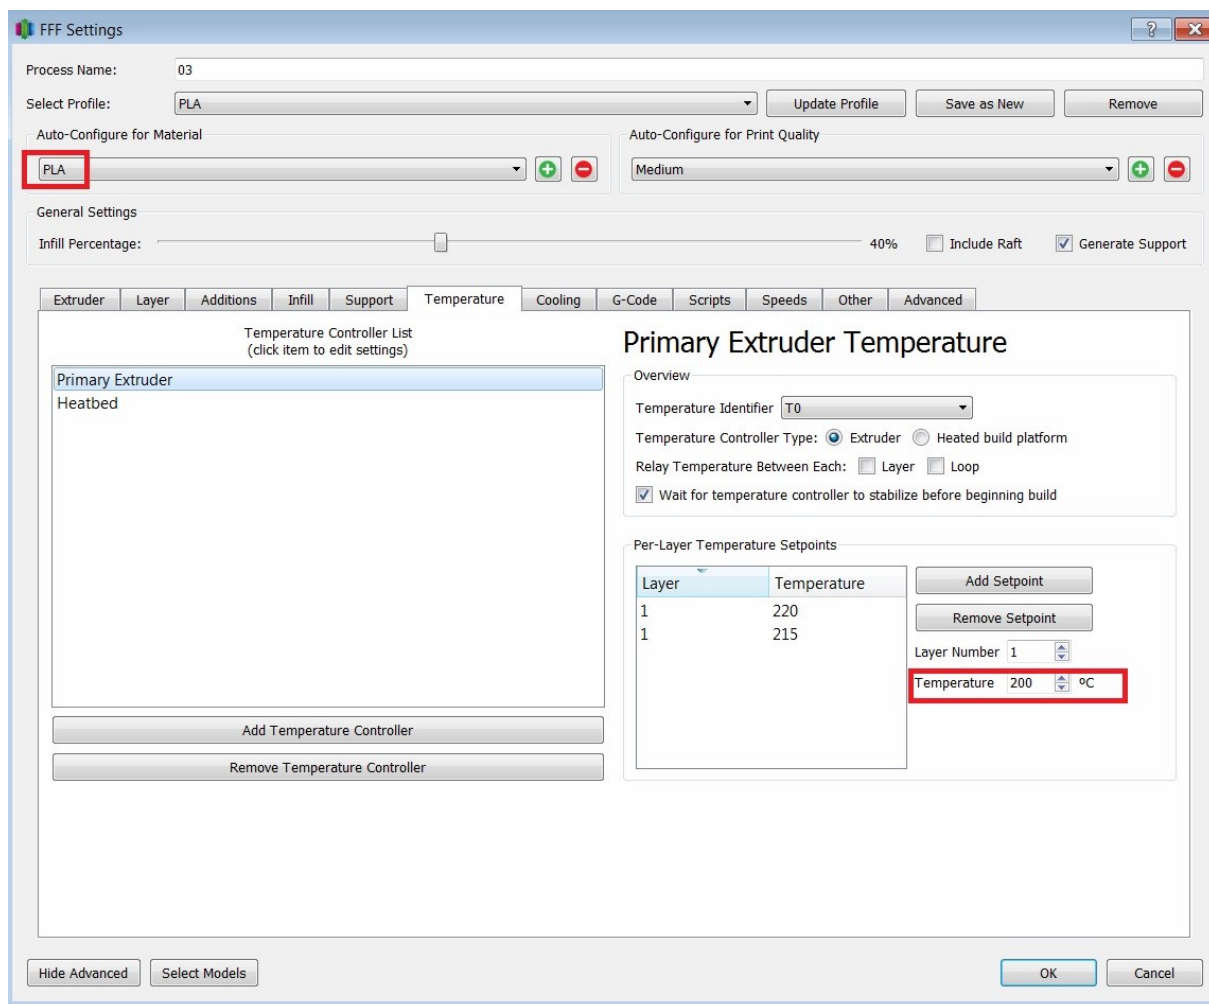 FFF Settings
Process Name: 03
Select Profile: PLA Update Profile Save as New Remove
Auto-Configure for Material
PLA
Auto-Configure for Print Quality
Medium
General Settings
Infill Percentage: 40% Include Raft Generate Support
Extruder Layer Additions Infill Support Temperature Cooling G-Code Scripts Speeds Other Advanced
Temperature Controller List
(click item to edit settings)
Primary Extruder
Heatbed
Add Temperature Controller
Remove Temperature Controller
Primary Extruder Temperature
Overview
Temperature Identifier T0
Temperature Controller Type: Extruder Heated build platform
Relay Temperature Between Each: Layer Loop
Wait for temperature controller to stabilize before beginning build
Per-Layer Temperature Setpoints
Layer Temperature
1 220
1 215
Add Setpoint
Remove Setpoint
Layer Number 1
Temperature 200 ºC
Hide Advanced Select Models OK Cancel